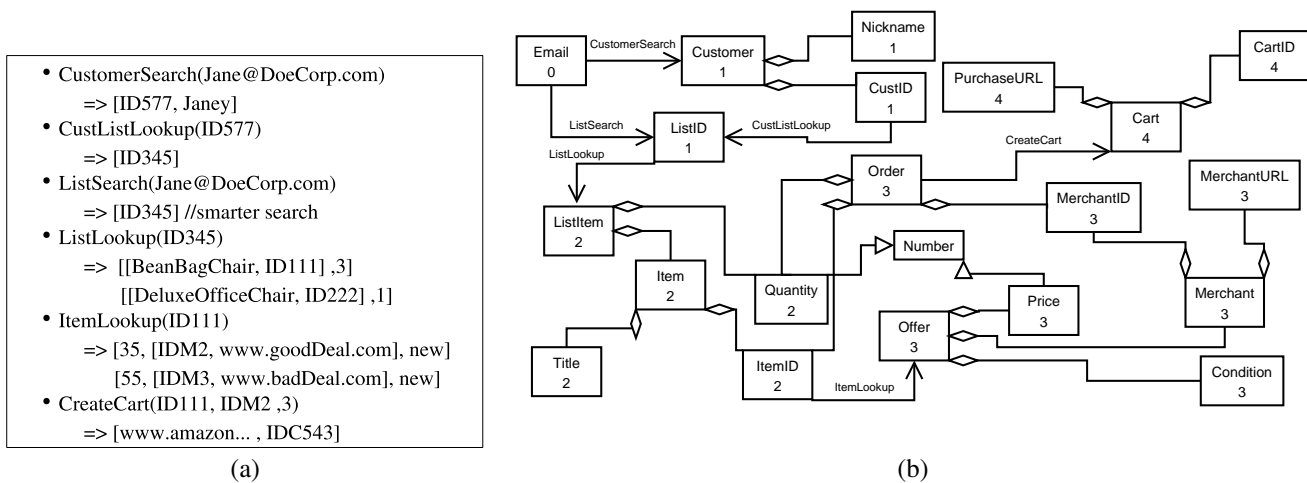 • CustomerSearch(Jane@DoeCorp.com)
=> [ID577, Janey]
• CustListLookup(ID577)
=> [ID345]
• ListSearch(Jane@DoeCorp.com)
=> [ID345] //smarter search
• ListLookup(ID345)
=> [[BeanBagChair, ID111] ,3]
[[DeluxeOfficeChair, ID222] ,1]
• ItemLookup(ID111)
=> [35, [IDM2, www.goodDeal.com], new]
[55, [IDM3, www.badDeal.com], new]
• CreateCart(ID111, IDM2 ,3)
=> [www.amazon... , IDC543]
(a)
Email
0
CustomerSearch
Customer
1
Nickname
1
CustID
1
PurchaseURL
4
CartID
4
Cart
4
ListSearch
ListID
1
CustListLookup
CreateCart
ListLookup
Order
3
MerchantID
3
MerchantURL
3
ListItem
2
Number
Item
2
Quantity
2
Price
3
Merchant
3
Offer
3
Title
2
ItemID
2
ItemLookup
Condition
3
(b)